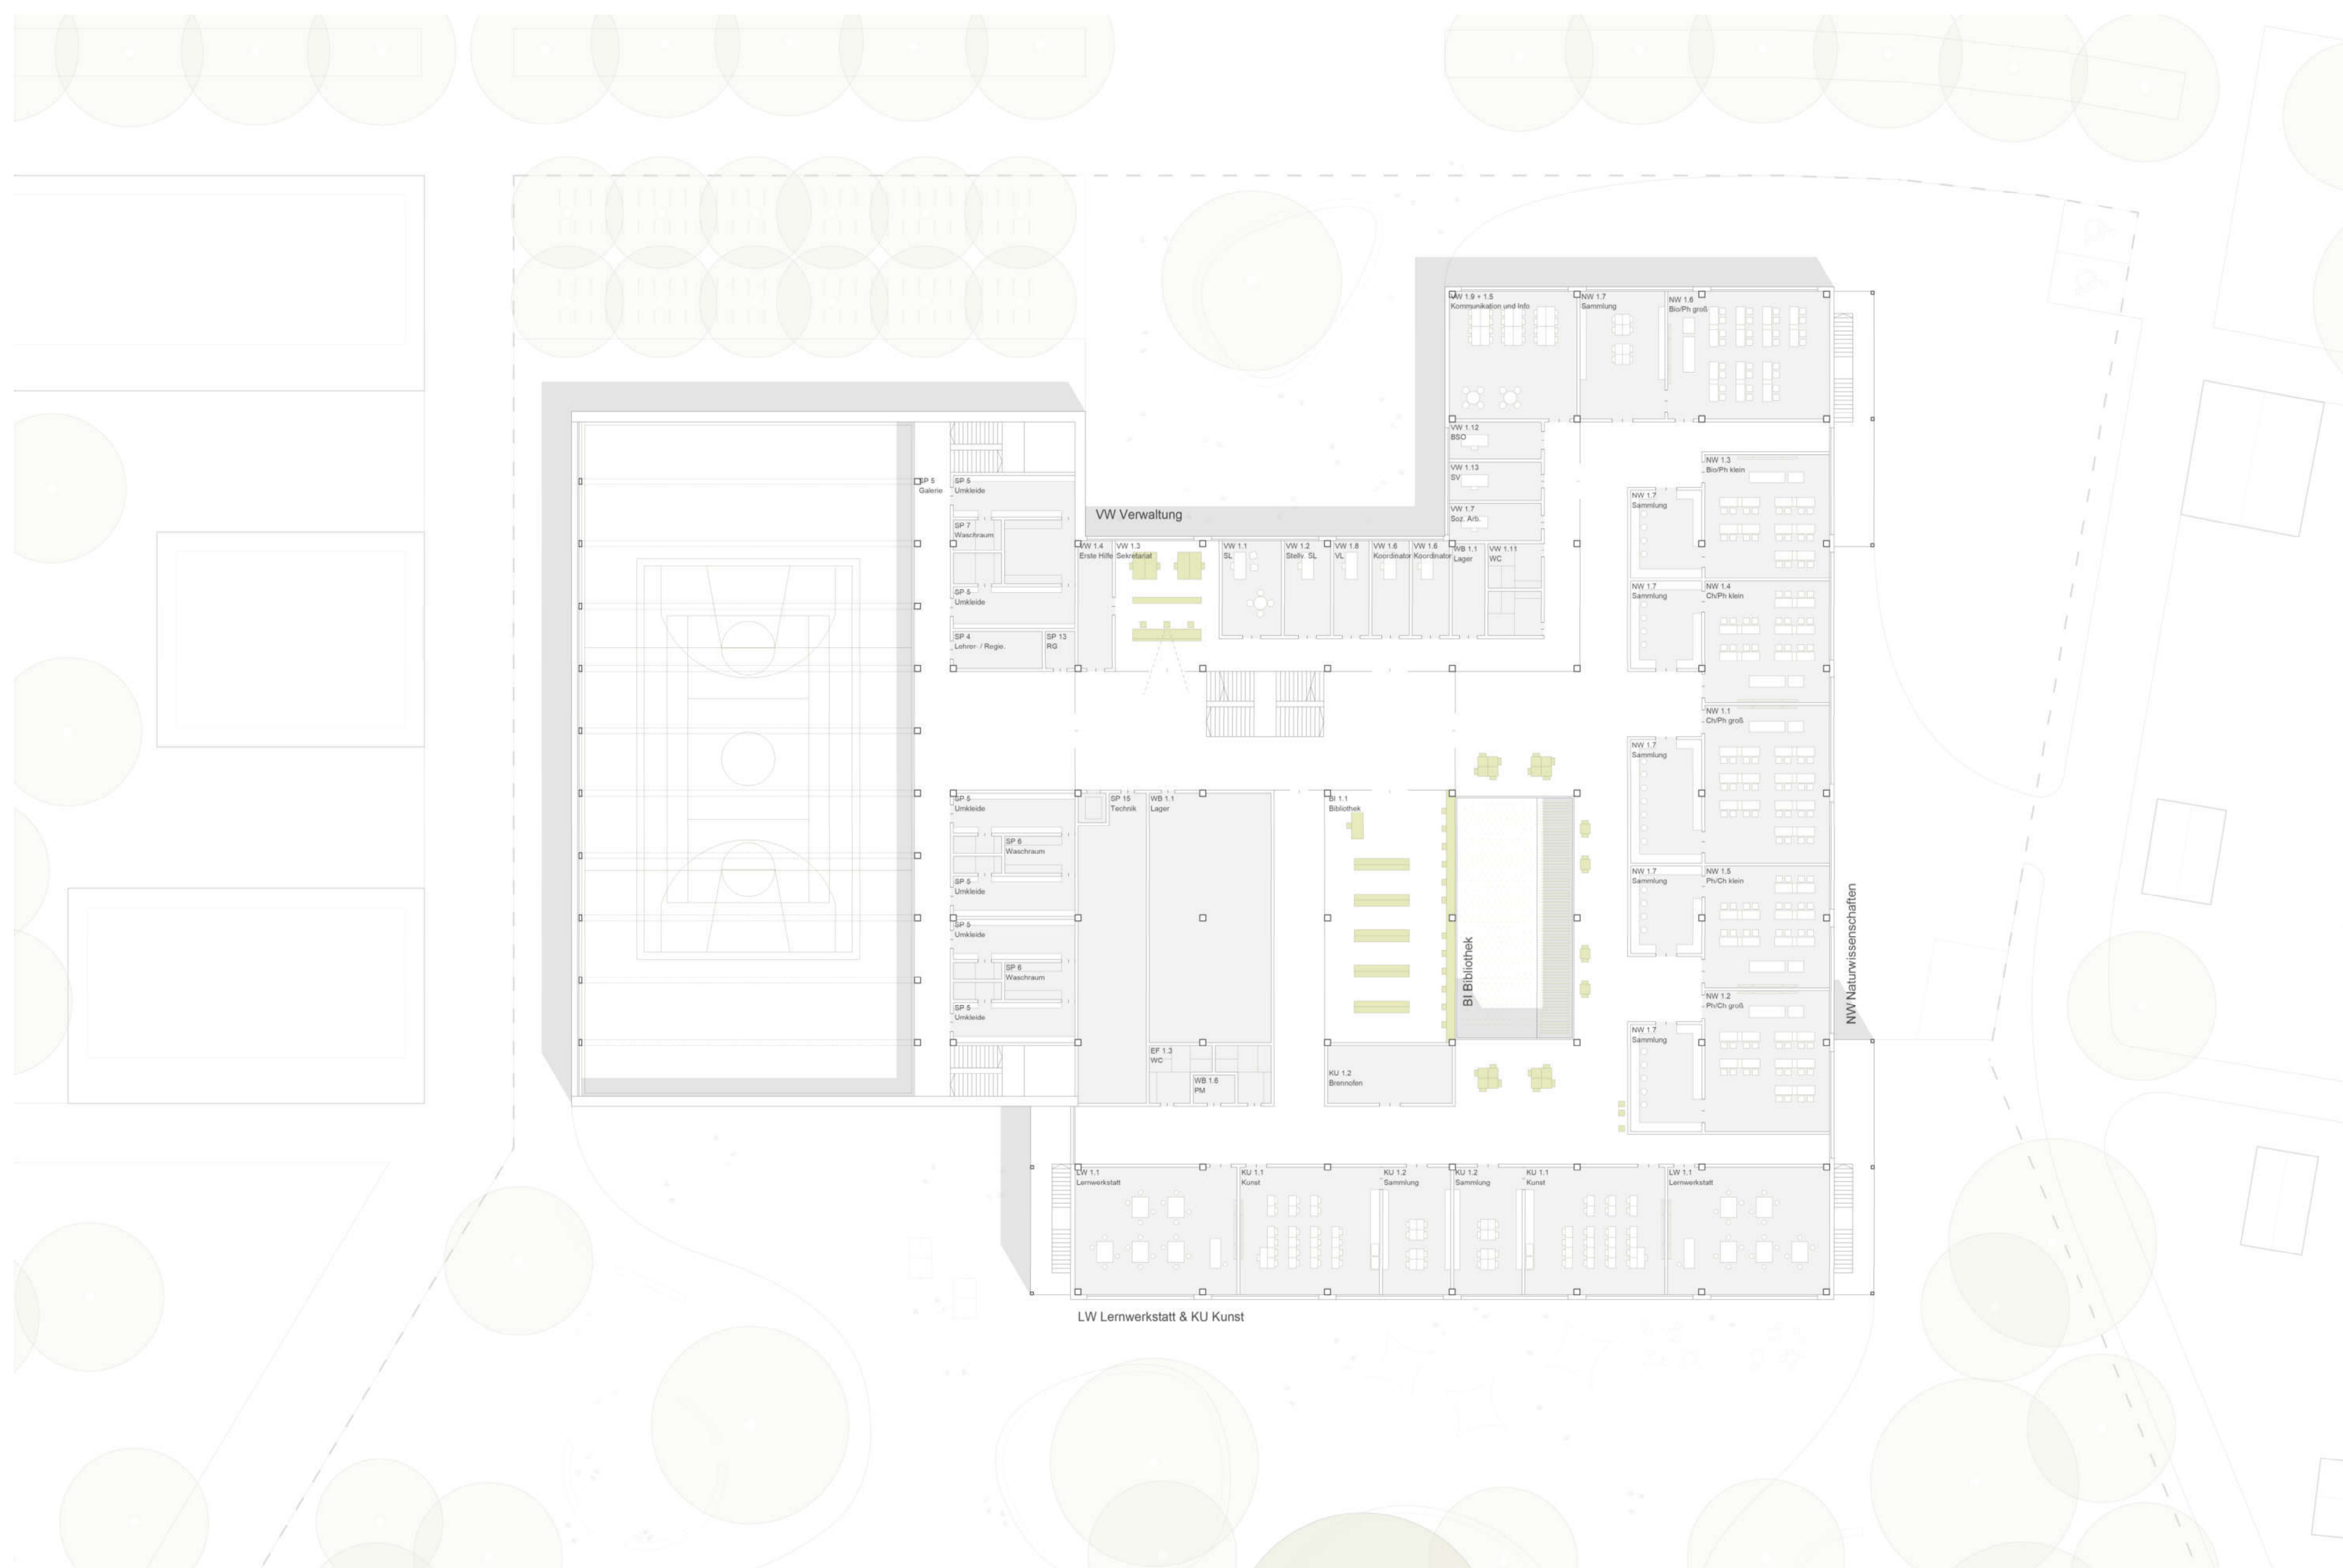 VW 1.9 + 1.5
Kommunikation und Info
NW 1.7
Sammlung
NW 1.6
Bio/Ph groß
VW 1.12
BSO
VW 1.13
SV
VW 1.7
Soz. Arb.
NW 1.3
Bio/Ph klein
NW 1.7
Sammlung
SP 5
Galerie
SP 5
Umkleide
SP 7
Waschraum
SP 5
Umkleide
SP 4
Lehrer- / Regie.
SP 13
RG
VW Verwaltung
VW 1.4
Erste Hilfe
VW 1.3
Sekretariat
VW 1.1
SL
VW 1.2
Stellv. SL
VW 1.8
VL
VW 1.6
Koordinator
VW 1.6
Koordinator
WB 1.1
Lager
VW 1.11
WC
NW 1.7
Sammlung
NW 1.4
Ch/Ph klein
NW 1.1
Ch/Ph groß
NW 1.7
Sammlung
SP 5
Umkleide
SP 6
Waschraum
SP 5
Umkleide
SP 5
Umkleide
SP 6
Waschraum
SP 5
Umkleide
SP 15
Technik
WB 1.1
Lager
BI 1.1
Bibliothek
BI Bibliothek
NW 1.7
Sammlung
NW 1.5
Ph/Ch klein
NW Naturwissenschaften
NW 1.2
Ph/Ch groß
NW 1.7
Sammlung
EF 1.3
WC
WB 1.6
PM
KU 1.2
Brennofen
LW 1.1
Lernwerkstatt
KU 1.1
Kunst
KU 1.2
Sammlung
KU 1.2
Sammlung
KU 1.1
Kunst
LW 1.1
Lernwerkstatt
LW Lernwerkstatt & KU Kunst